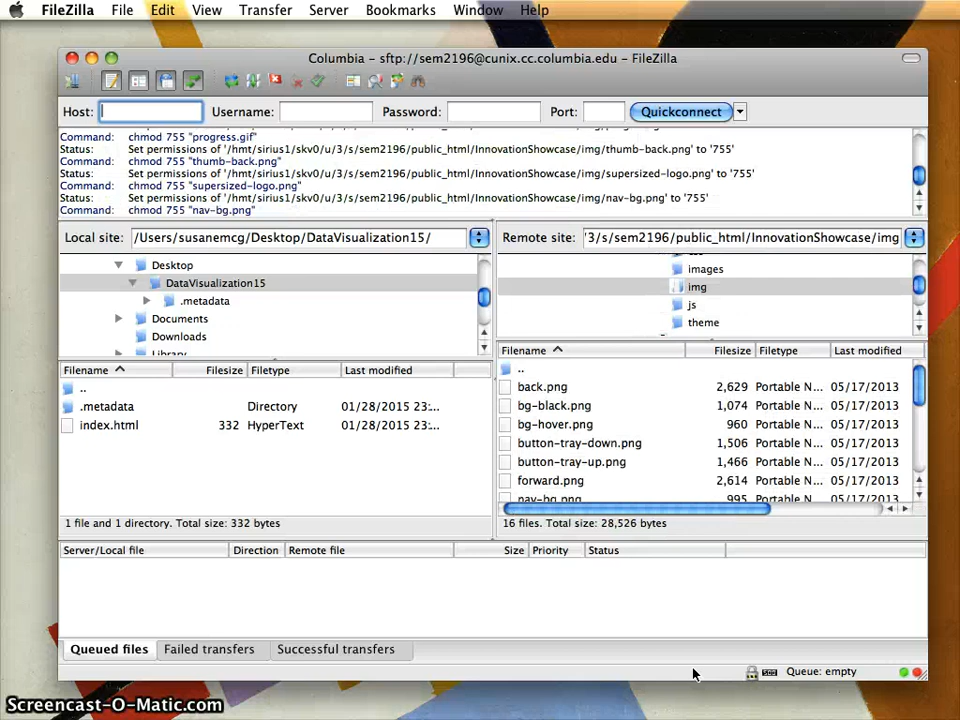 FileZilla File Edit View Transfer Server Bookmarks Window Help
Columbia - sftp://sem2196@cunix.cc.columbia.edu - FileZilla
Host: Username: Password: Port: Quickconnect
Command: chmod 755 "progress.gif"
Status: Set permissions of '/hmt/sirius1/skv0/u/3/s/sem2196/public_html/InnovationShowcase/img/thumb-back.png' to '755'
Command: chmod 755 "thumb-back.png"
Status: Set permissions of '/hmt/sirius1/skv0/u/3/s/sem2196/public_html/InnovationShowcase/img/supersized-logo.png' to '755'
Command: chmod 755 "supersized-logo.png"
Status: Set permissions of '/hmt/sirius1/skv0/u/3/s/sem2196/public_html/InnovationShowcase/img/nav-bg.png' to '755'
Command: chmod 755 "nav-bg.png"
Local site: /Users/susanemcg/Desktop/DataVisualization15/
Desktop
DataVisualization15
.metadata
Documents
Downloads
Library
Remote site: '3/s/sem2196/public_html/InnovationShowcase/img
images
img
js
theme
Filename Filesize Filetype Last modified
..
.metadata Directory 01/28/2015 23:...
index.html 332 HyperText 01/28/2015 23:...
1 file and 1 directory. Total size: 332 bytes
Filename Filesize Filetype Last modified
..
back.png 2,629 Portable N... 05/17/2013
bg-black.png 1,074 Portable N... 05/17/2013
bg-hover.png 960 Portable N... 05/17/2013
button-tray-down.png 1,506 Portable N... 05/17/2013
button-tray-up.png 1,466 Portable N... 05/17/2013
forward.png 2,614 Portable N... 05/17/2013
nav-bg.png 995 Portable N... 05/17/2013
16 files. Total size: 28,526 bytes
Server/Local file Direction Remote file Size Priority Status
Queued files Failed transfers Successful transfers
Queue: empty
Screencast-O-Matic.com